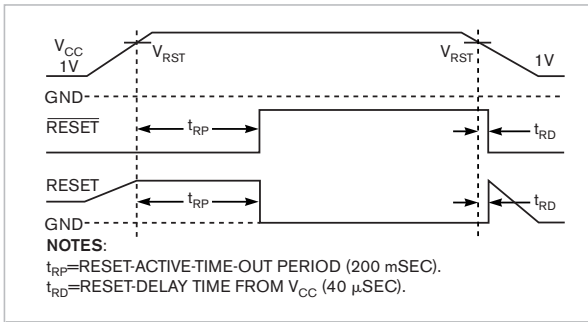 V_CC
1V
V_RST
V_RST
1V
GND
R̅E̅S̅E̅T̅
t_RP
t_RD
RESET
t_RP
t_RD
GND
NOTES:
t_RP=RESET-ACTIVE-TIME-OUT PERIOD (200 mSEC).
t_RD=RESET-DELAY TIME FROM V_CC (40 μSEC).